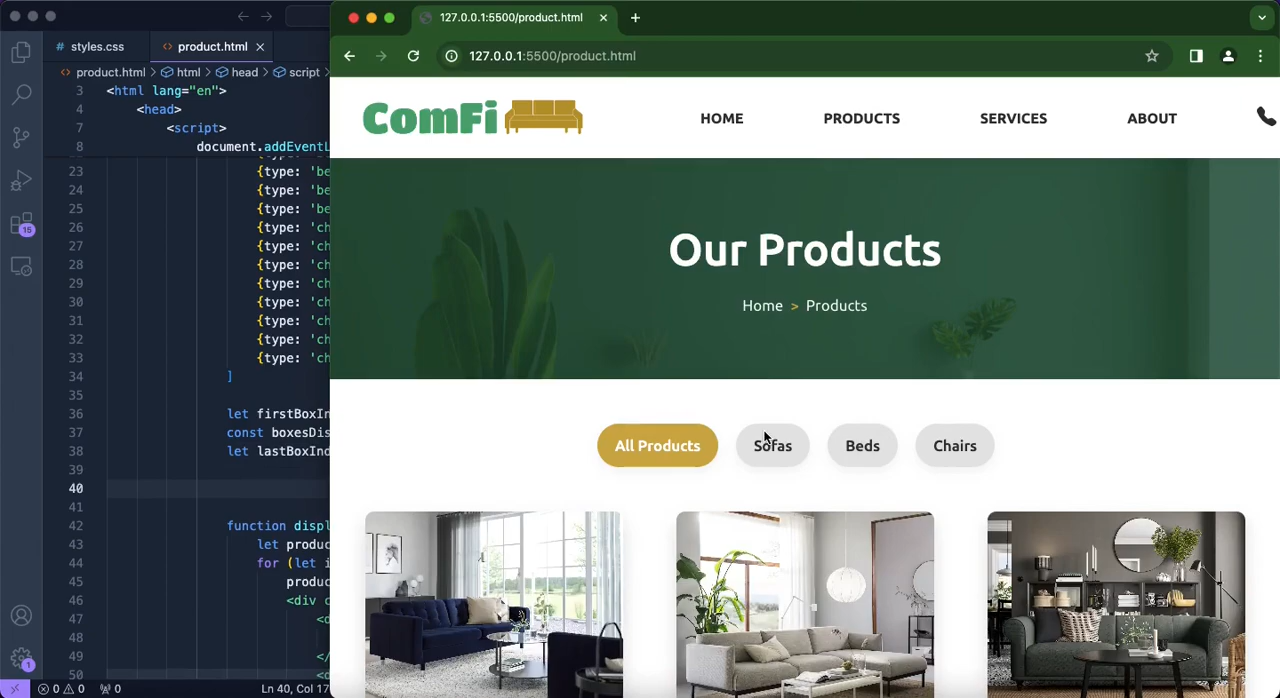 styles.css
product.html
product.html > html > head > script >
3 <html lang="en">
4 <head>
7 <script>
8 document.addEventL
23 {type: 'be
24 {type: 'be
25 {type: 'be
26 {type: 'ch
27 {type: 'ch
28 {type: 'ch
29 {type: 'ch
30 {type: 'ch
31 {type: 'ch
32 {type: 'ch
33 {type: 'ch
34 ]
35
36 let firstBoxIn
37 const boxesDis
38 let lastBoxInd
39
40
41
42 function displ
43 let produc
44 for (let i
45 produc
46 <div c
47 <d
48
49 </
50 <d
15
1
0 0 0
Ln 40, Col 17
127.0.0.1:5500/product.html
127.0.0.1:5500/product.html
ComFi
HOME
PRODUCTS
SERVICES
ABOUT
Our Products
Home > Products
All Products
Sofas
Beds
Chairs